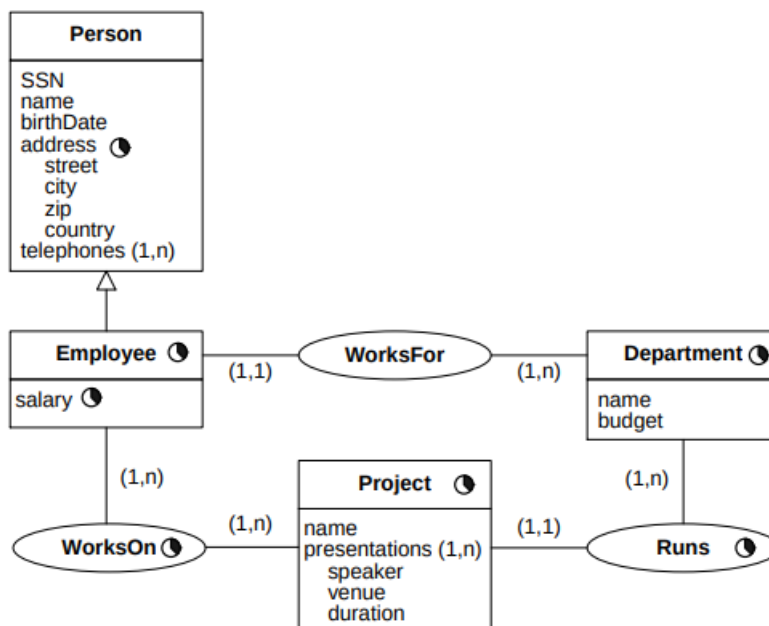 Person
SSN
name
birthDate
address
street
city
zip
country
telephones (1,n)
Employee
salary
(1,1)
WorksFor
(1,n)
Department
name
budget
(1,n)
(1,n)
WorksOn
(1,n)
Project
name
presentations (1,n)
speaker
venue
duration
(1,1)
Runs